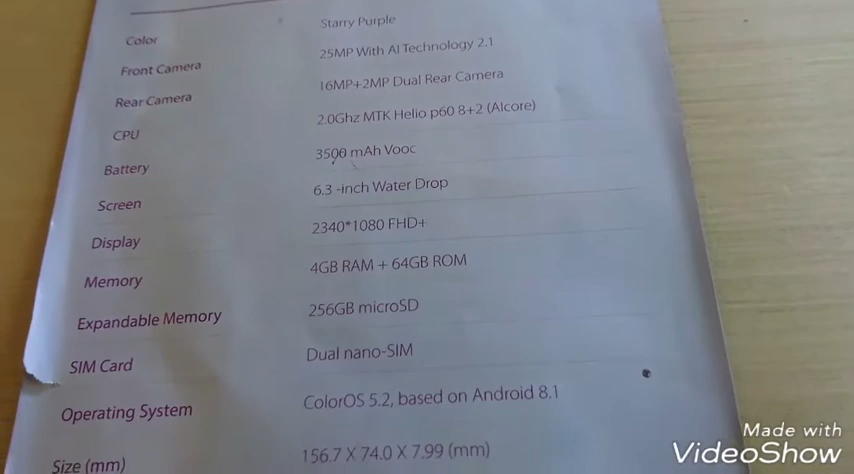 Color Starry Purple
Front Camera 25MP With AI Technology 2.1
Rear Camera 16MP+2MP Dual Rear Camera
CPU 2.0Ghz MTK Helio p60 8+2 (AIcore)
Battery 3500 mAh Vooc
Screen 6.3 -inch Water Drop
Display 2340*1080 FHD+
Memory 4GB RAM + 64GB ROM
Expandable Memory 256GB microSD
SIM Card Dual nano-SIM
Operating System ColorOS 5.2, based on Android 8.1
Size (mm) 156.7 X 74.0 X 7.99 (mm)
Made with
VideoShow